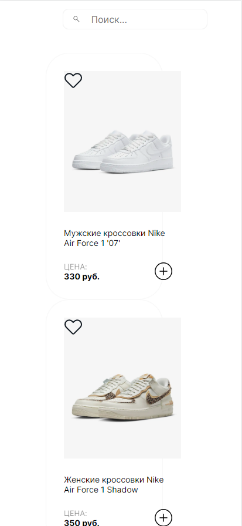 Поиск...
Мужские кроссовки Nike
Air Force 1 '07'
ЦЕНА:
330 руб.
Женские кроссовки Nike
Air Force 1 Shadow
ЦЕНА:
350 руб.